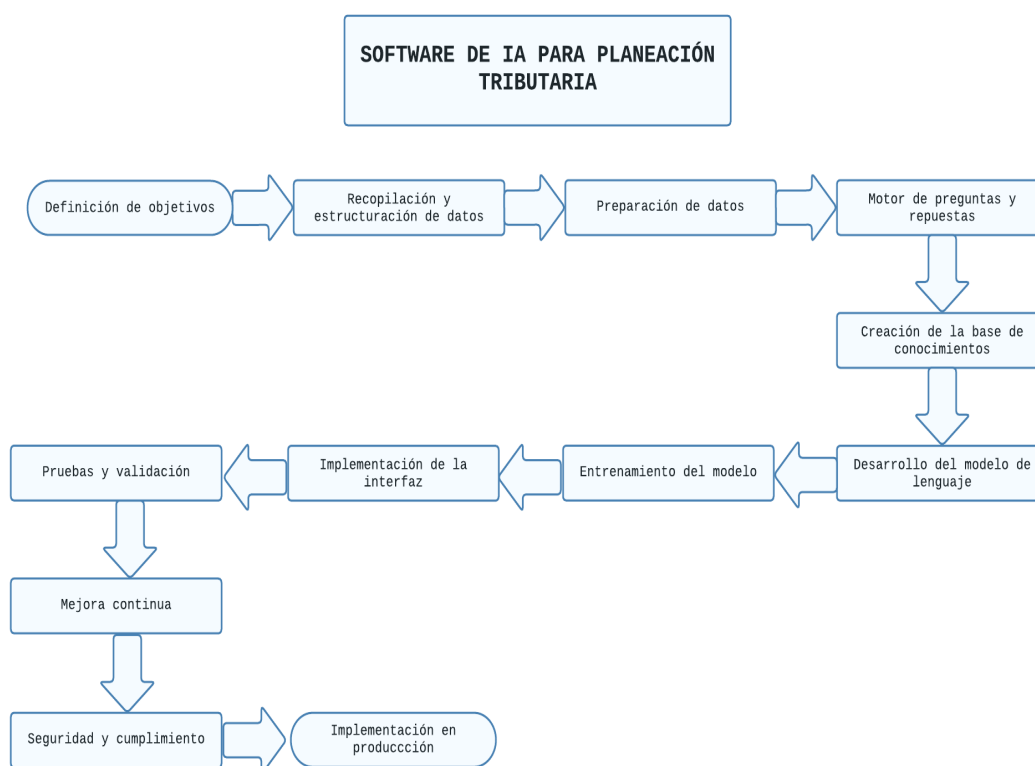 SOFTWARE DE IA PARA PLANEACIÓN
TRIBUTARIA
Definición de objetivos
Recopilación y
estructuración de datos
Preparación de datos
Motor de preguntas y
repuestas
Creación de la base de
conocimientos
Desarrollo del modelo de
lenguaje
Entrenamiento del modelo
Implementación de la
interfaz
Pruebas y validación
Mejora continua
Seguridad y cumplimiento
Implementación en
produccción